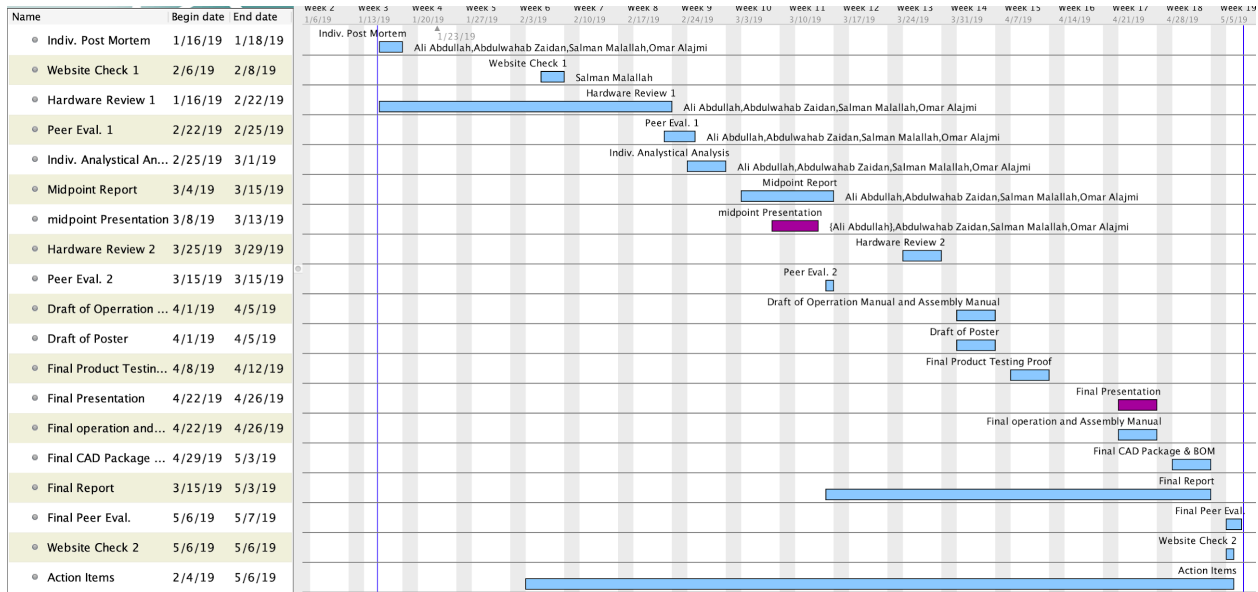 Name Begin date End date
Week 2 Week 3 Week 4 Week 5 Week 6 Week 7 Week 8 Week 9 Week 10 Week 11 Week 12 Week 13 Week 14 Week 15 Week 16 Week 17 Week 18 Week 19
1/6/19 1/13/19 1/20/19 1/27/19 2/3/19 2/10/19 2/17/19 2/24/19 3/3/19 3/10/19 3/17/19 3/24/19 3/31/19 4/7/19 4/14/19 4/21/19 4/28/19 5/5/19
1/23/19
Indiv. Post Mortem 1/16/19 1/18/19
Indiv. Post Mortem
Ali Abdullah,Abdulwahab Zaidan,Salman Malallah,Omar Alajmi
Website Check 1 2/6/19 2/8/19
Website Check 1
Salman Malallah
Hardware Review 1 1/16/19 2/22/19
Hardware Review 1
Ali Abdullah,Abdulwahab Zaidan,Salman Malallah,Omar Alajmi
Peer Eval. 1 2/22/19 2/25/19
Peer Eval. 1
Ali Abdullah,Abdulwahab Zaidan,Salman Malallah,Omar Alajmi
Indiv. Analystical An... 2/25/19 3/1/19
Indiv. Analystical Analysis
Ali Abdullah,Abdulwahab Zaidan,Salman Malallah,Omar Alajmi
Midpoint Report 3/4/19 3/15/19
Midpoint Report
Ali Abdullah,Abdulwahab Zaidan,Salman Malallah,Omar Alajmi
midpoint Presentation 3/8/19 3/13/19
midpoint Presentation
{Ali Abdullah},Abdulwahab Zaidan,Salman Malallah,Omar Alajmi
Hardware Review 2 3/25/19 3/29/19
Hardware Review 2
Peer Eval. 2 3/15/19 3/15/19
Peer Eval. 2
Draft of Operration ... 4/1/19 4/5/19
Draft of Operration Manual and Assembly Manual
Draft of Poster 4/1/19 4/5/19
Draft of Poster
Final Product Testin... 4/8/19 4/12/19
Final Product Testing Proof
Final Presentation 4/22/19 4/26/19
Final Presentation
Final operation and... 4/22/19 4/26/19
Final operation and Assembly Manual
Final CAD Package ... 4/29/19 5/3/19
Final CAD Package & BOM
Final Report 3/15/19 5/3/19
Final Report
Final Peer Eval. 5/6/19 5/7/19
Final Peer Eval.
Website Check 2 5/6/19 5/6/19
Website Check 2
Action Items 2/4/19 5/6/19
Action Items